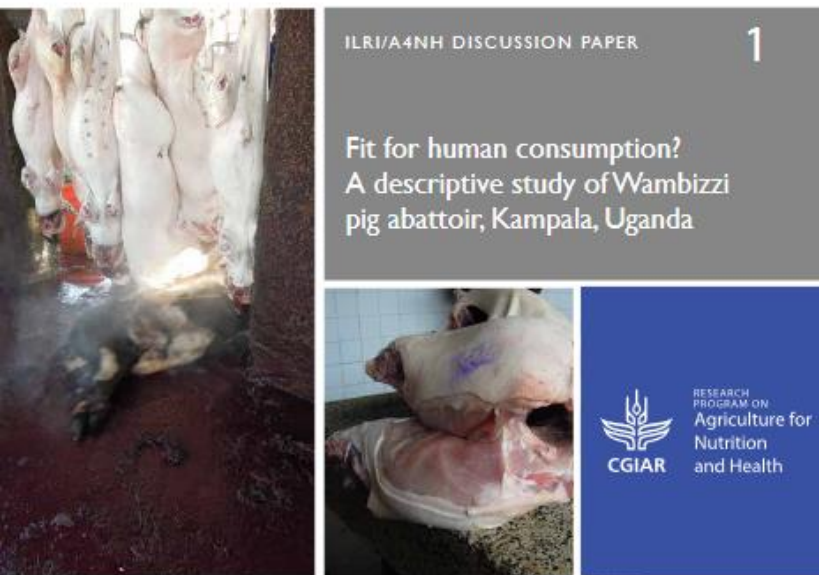 ILRI/A4NH DISCUSSION PAPER
1
Fit for human consumption?
A descriptive study of Wambizzi
pig abattoir, Kampala, Uganda
CGIAR
RESEARCH
PROGRAM ON
Agriculture for
Nutrition
and Health